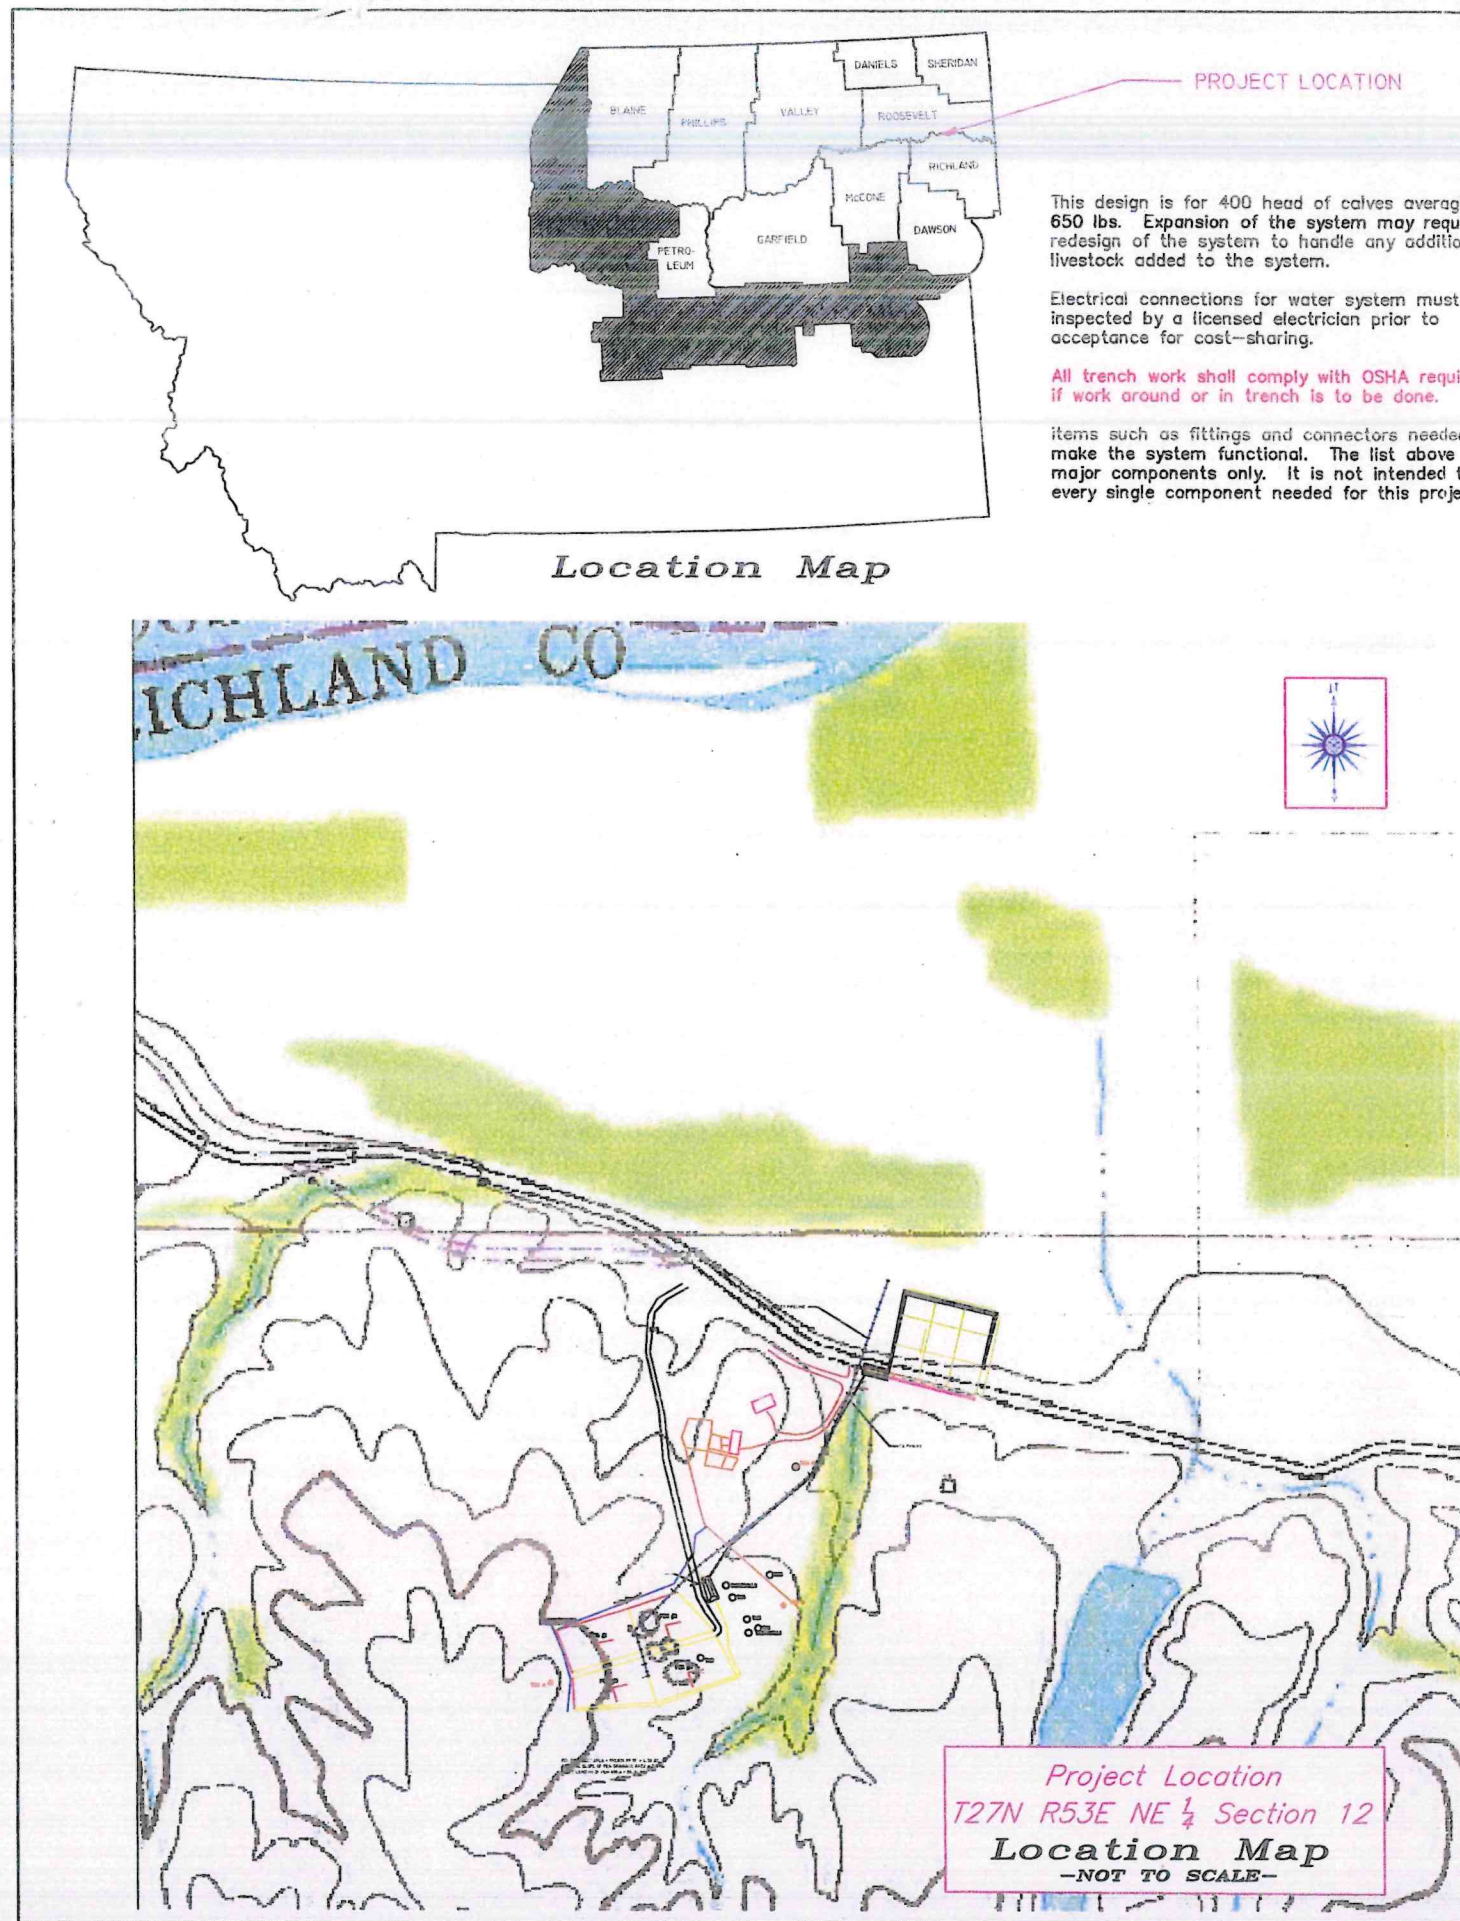 PROJECT LOCATION
DANIELS
SHERIDAN
BLAINE
PHILLIPS
VALLEY
ROOSEVELT
RICHLAND
McCONE
DAWSON
GARFIELD
PETRO-
LEUM
This design is for 400 head of calves averag
650 lbs. Expansion of the system may requ
redesign of the system to handle any additio
livestock added to the system.
Electrical connections for water system must
inspected by a licensed electrician prior to
acceptance for cost-sharing.
All trench work shall comply with OSHA requi
if work around or in trench is to be done.
items such as fittings and connectors neede
make the system functional. The list above
major components only. It is not intended t
every single component needed for this proje
Location Map
ICHLAND CO
Project Location
T27N R53E NE 1/4 Section 12
Location Map
-NOT TO SCALE-